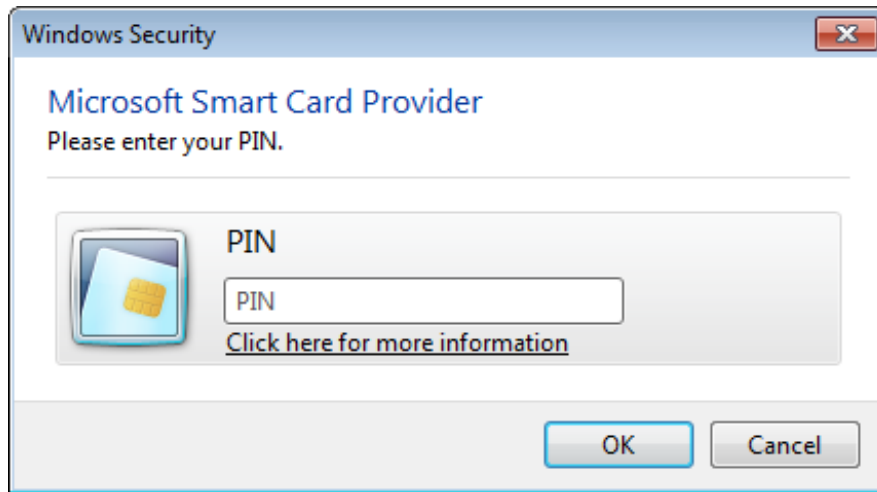 Windows Security
Microsoft Smart Card Provider
Please enter your PIN.
PIN
PIN
Click here for more information
OK
Cancel